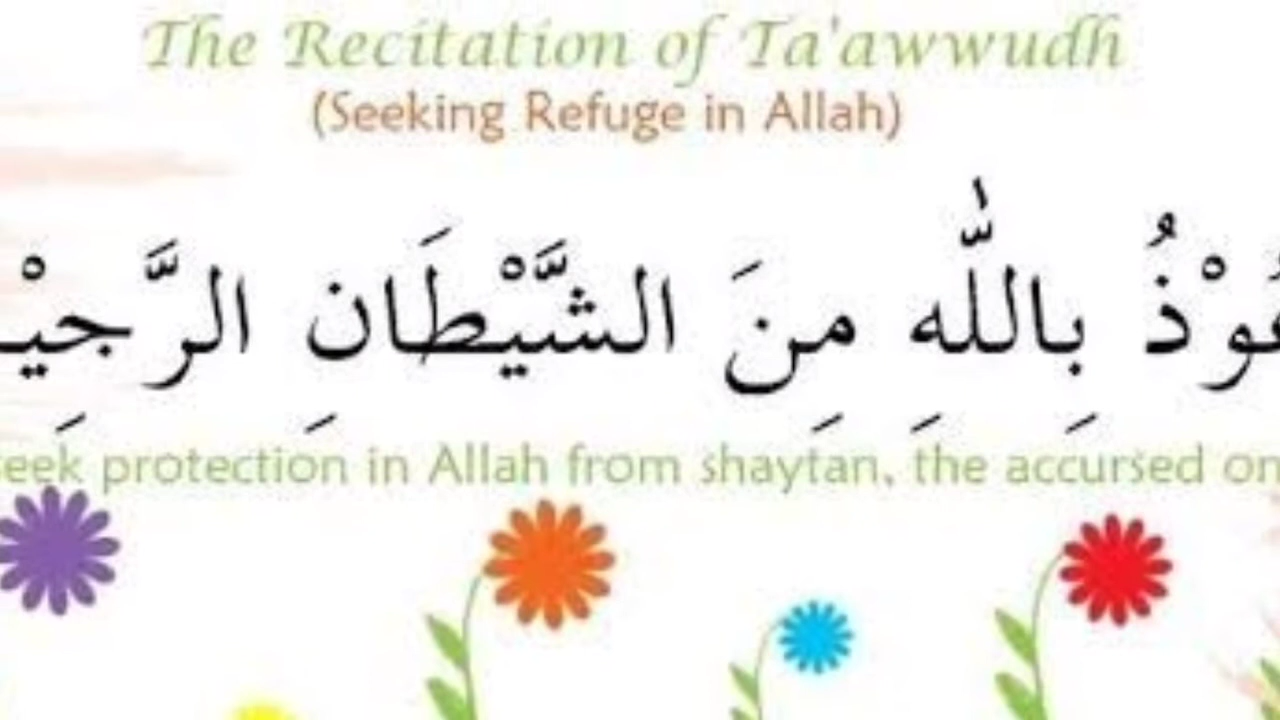 The Recitation of Ta'awwudh
(Seeking Refuge in Allah)
بِاللّٰهِ مِنَ الشَّيْطَانِ
protection in Allah from shaytan, the accursed